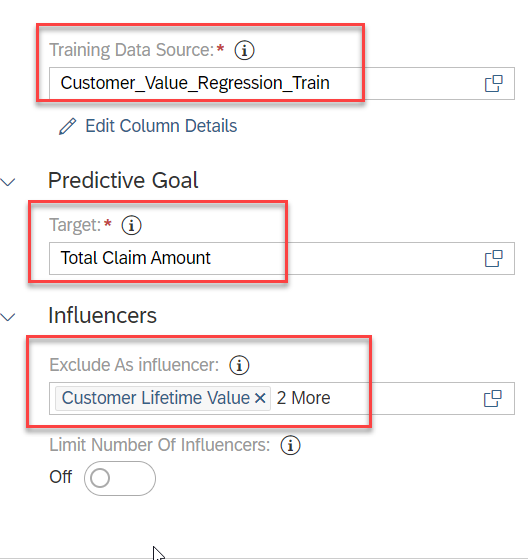 Training Data Source:* i
Customer_Value_Regression_Train
Edit Column Details
Predictive Goal
Target:* i
Total Claim Amount
Influencers
Exclude As influencer: i
Customer Lifetime Value × 2 More
Limit Number Of Influencers: i
Off